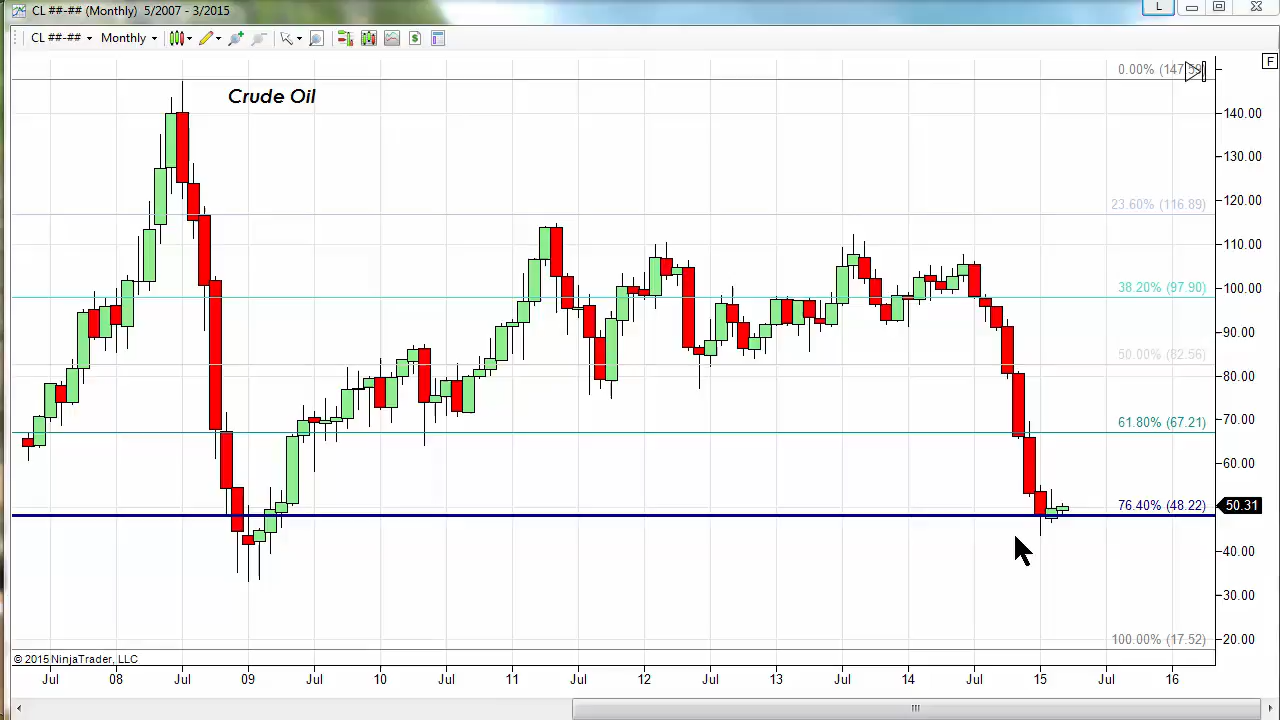 CL ##-## (Monthly) 5/2007 - 3/2015
L
CL ##-## Monthly
F
Crude Oil
0.00% (147.
23.60% (116.89)
38.20% (97.90)
50.00% (82.56)
61.80% (67.21)
76.40% (48.22)
100.00% (17.52)
140.00
130.00
120.00
110.00
100.00
90.00
80.00
70.00
60.00
50.31
40.00
30.00
20.00
© 2015 NinjaTrader, LLC
Jul 08 Jul 09 Jul 10 Jul 11 Jul 12 Jul 13 Jul 14 Jul 15 Jul 16